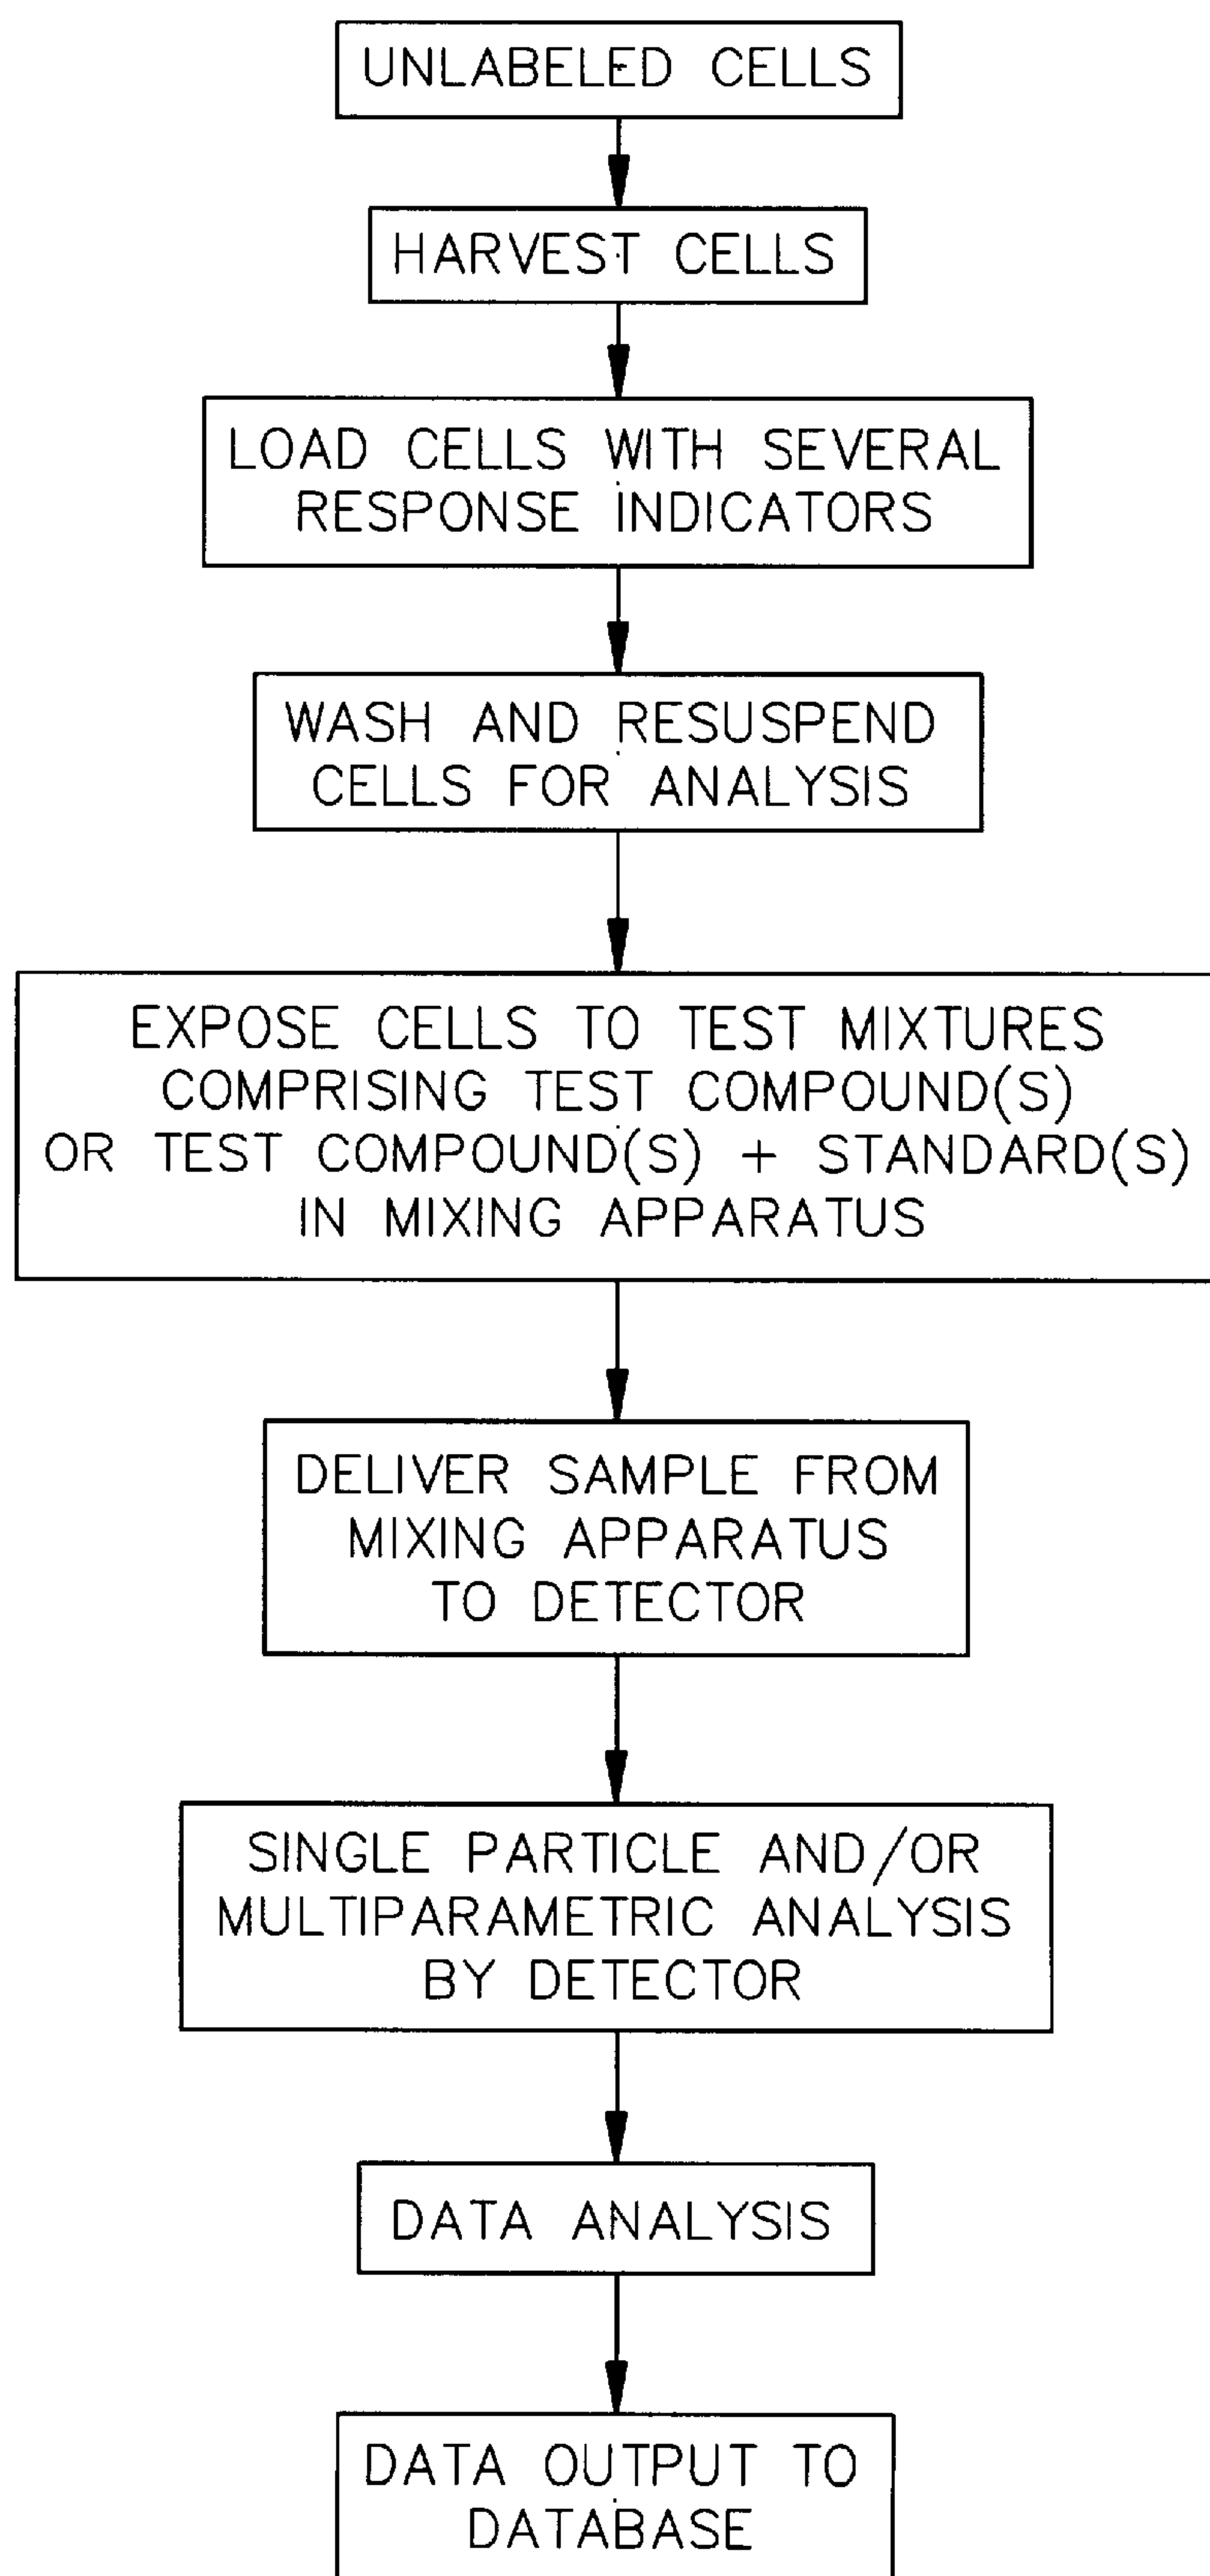 UNLABELED CELLS
HARVEST CELLS
LOAD CELLS WITH SEVERAL
RESPONSE INDICATORS
WASH AND RESUSPEND
CELLS FOR ANALYSIS
EXPOSE CELLS TO TEST MIXTURES
COMPRISING TEST COMPOUND(S)
OR TEST COMPOUND(S) + STANDARD(S)
IN MIXING APPARATUS
DELIVER SAMPLE FROM
MIXING APPARATUS
TO DETECTOR
SINGLE PARTICLE AND/OR
MULTIPARAMETRIC ANALYSIS
BY DETECTOR
DATA ANALYSIS
DATA OUTPUT TO
DATABASE